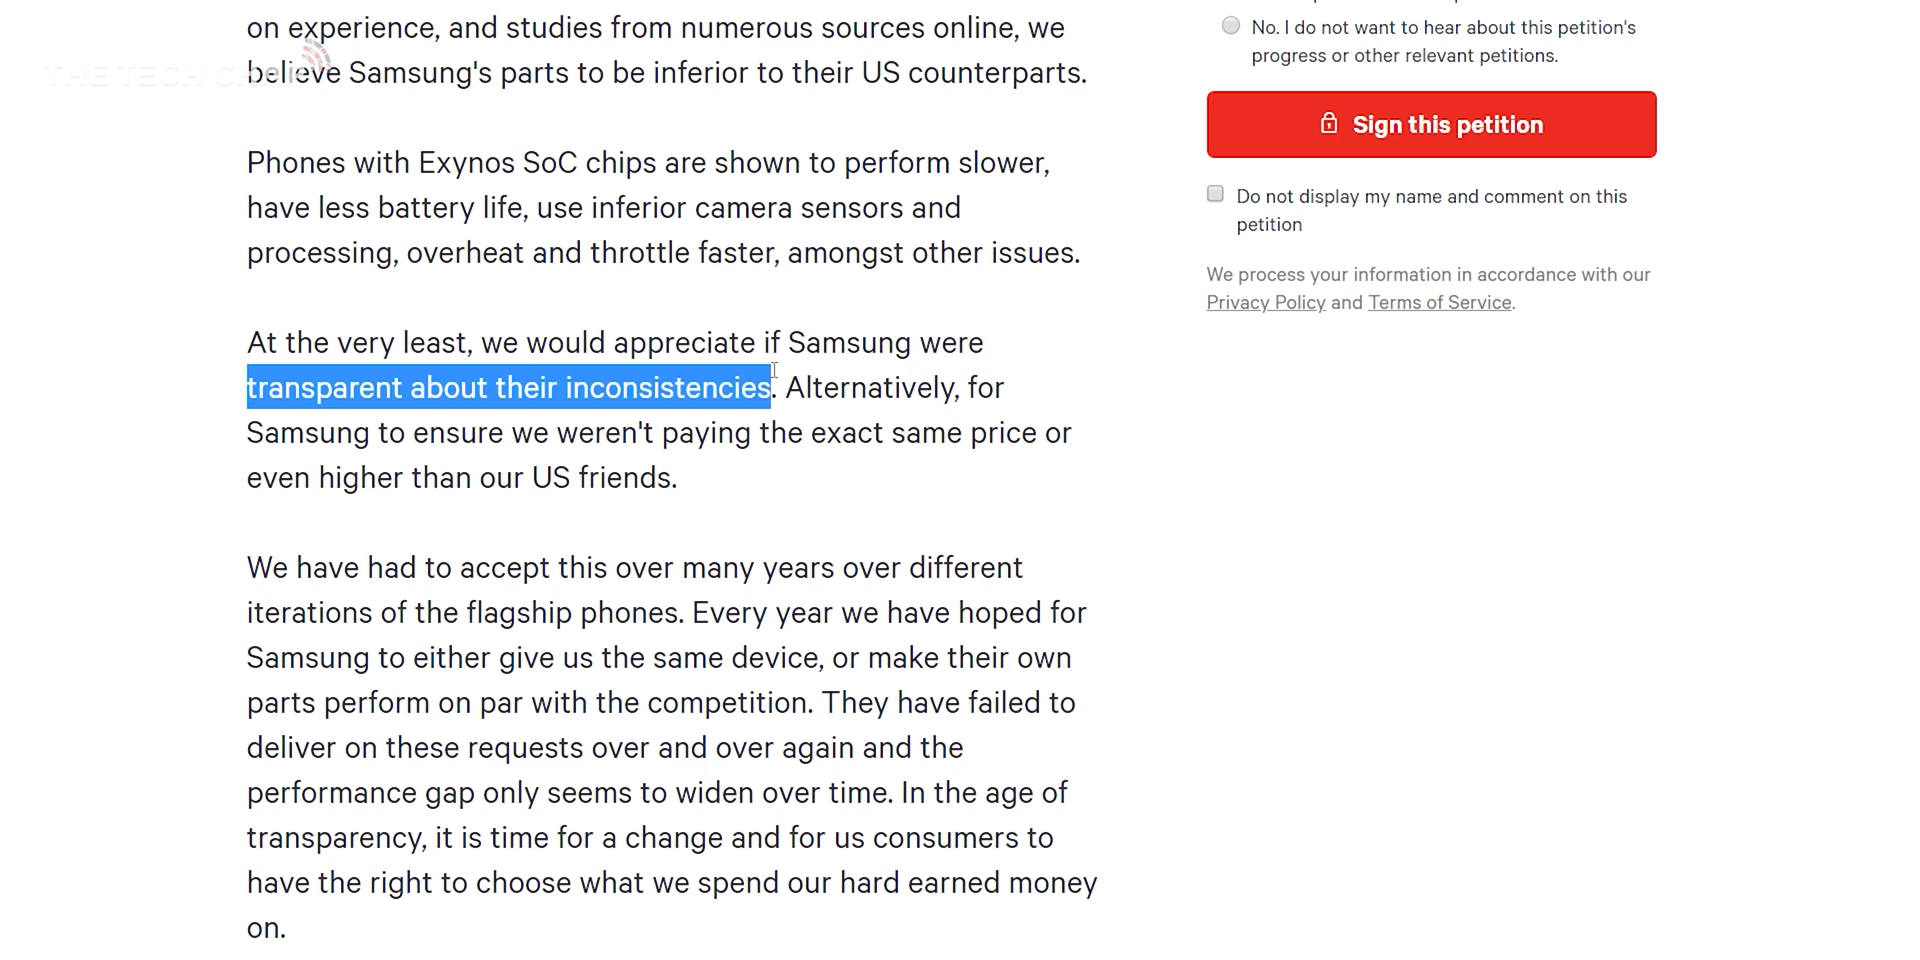 on experience, and studies from numerous sources online, we
believe Samsung's parts to be inferior to their US counterparts.
Phones with Exynos SoC chips are shown to perform slower,
have less battery life, use inferior camera sensors and
processing, overheat and throttle faster, amongst other issues.
At the very least, we would appreciate if Samsung were
transparent about their inconsistencies. Alternatively, for
Samsung to ensure we weren't paying the exact same price or
even higher than our US friends.
We have had to accept this over many years over different
iterations of the flagship phones. Every year we have hoped for
Samsung to either give us the same device, or make their own
parts perform on par with the competition. They have failed to
deliver on these requests over and over again and the
performance gap only seems to widen over time. In the age of
transparency, it is time for a change and for us consumers to
have the right to choose what we spend our hard earned money
on.
No. I do not want to hear about this petition's
progress or other relevant petitions.
Sign this petition
Do not display my name and comment on this
petition
We process your information in accordance with our
Privacy Policy and Terms of Service.
THE TECH